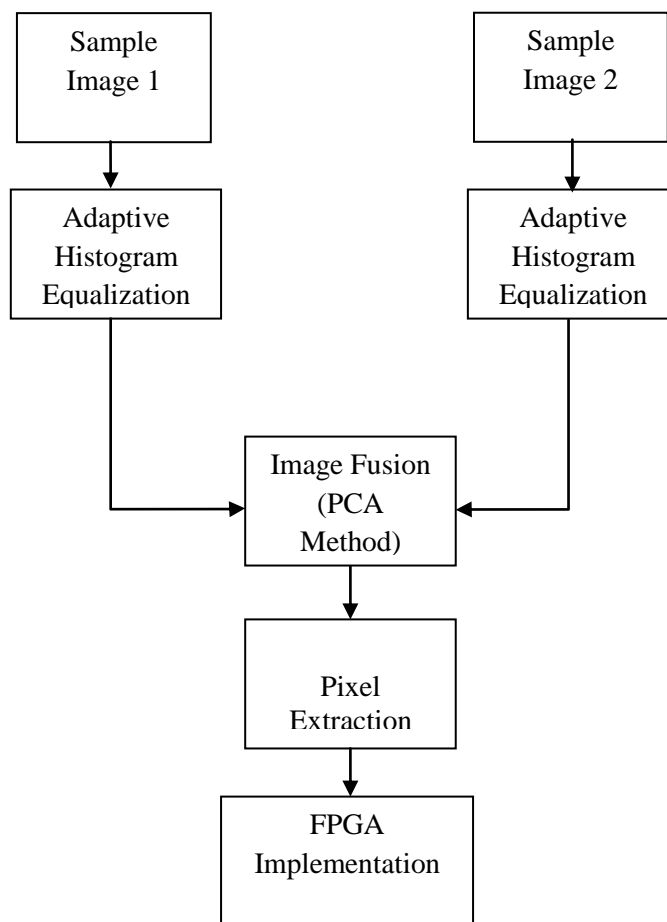 Sample
Image 1
Sample
Image 2
Adaptive
Histogram
Equalization
Adaptive
Histogram
Equalization
Image Fusion
(PCA
Method)
Pixel
Extraction
FPGA
Implementation